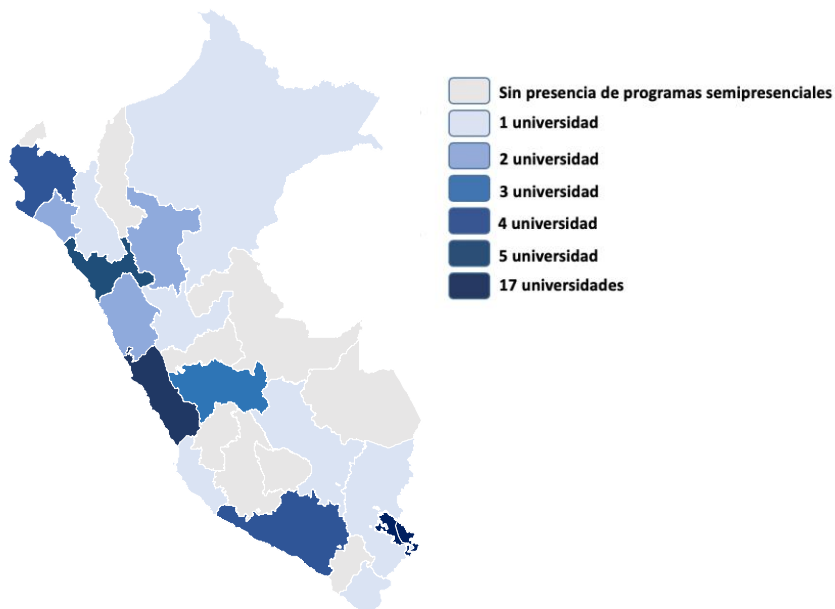 Sin presencia de programas semipresenciales
1 universidad
2 universidad
3 universidad
4 universidad
5 universidad
17 universidades